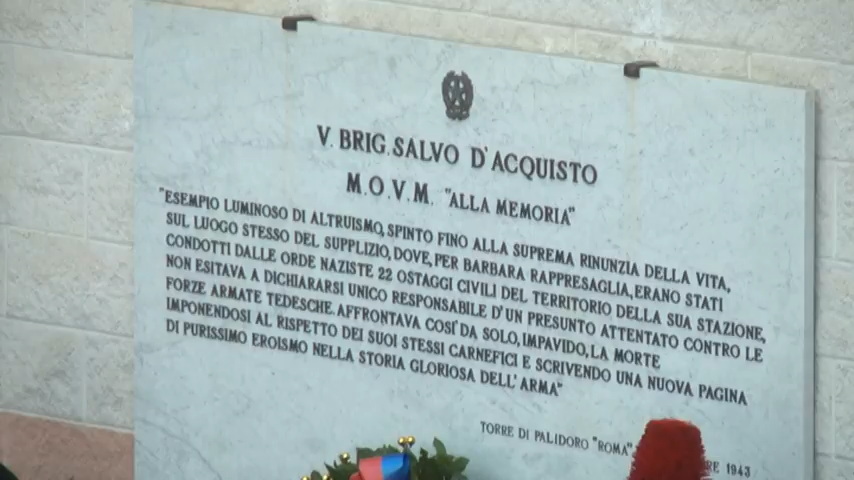 V. BRIG. SALVO D'ACQUISTO
M.O.V.M. "ALLA MEMORIA"
"ESEMPIO LUMINOSO DI ALTRUISMO, SPINTO FINO ALLA SUPREMA RINUNZIA DELLA VITA,
SUL LUOGO STESSO DEL SUPPLIZIO, DOVE, PER BARBARA RAPPRESAGLIA, ERANO STATI
CONDOTTI DALLE ORDE NAZISTE 22 OSTAGGI CIVILI DEL TERRITORIO DELLA SUA STAZIONE,
NON ESITAVA A DICHIARARSI UNICO RESPONSABILE D'UN PRESUNTO ATTENTATO CONTRO LE
FORZE ARMATE TEDESCHE. AFFRONTAVA COSI' DA SOLO, IMPAVIDO, LA MORTE
IMPONENDOSI AL RISPETTO DEI SUOI STESSI CARNEFICI E SCRIVENDO UNA NUOVA PAGINA
DI PURISSIMO EROISMO NELLA STORIA GLORIOSA DELL'ARMA"
TORRE DI PALIDORO "ROMA" 1943